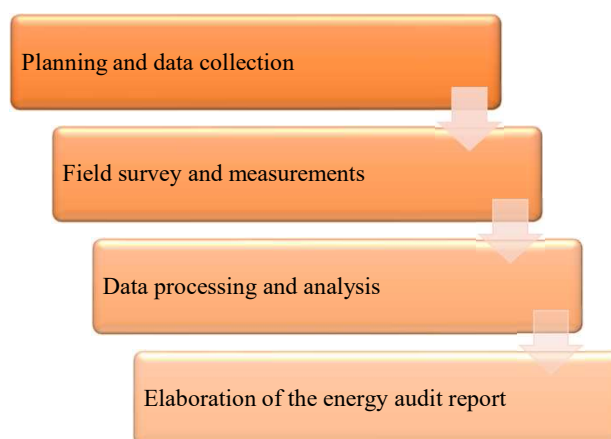 Planning and data collection
Field survey and measurements
Data processing and analysis
Elaboration of the energy audit report